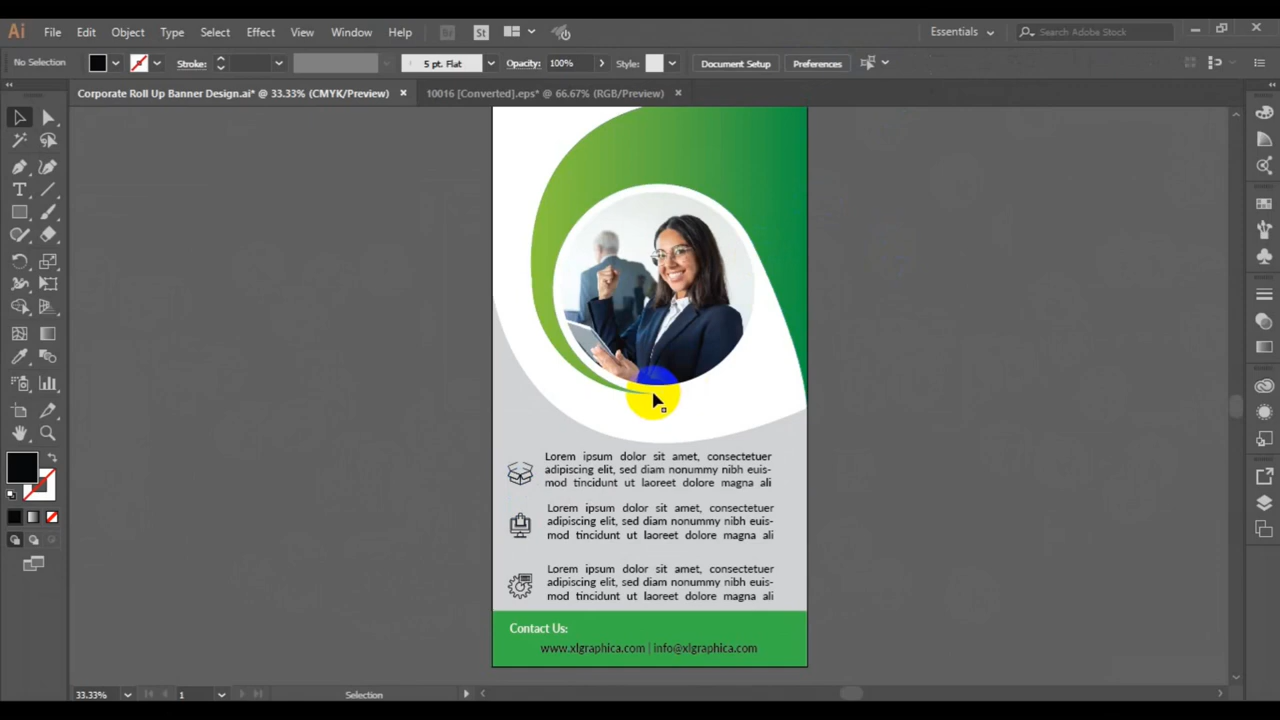 Ai File Edit Object Type Select Effect View Window Help Br St Essentials Search Adobe Stock
No Selection Stroke: 5 pt. Flat Opacity: 100% Style: Document Setup Preferences
Corporate Roll Up Banner Design.ai* @ 33.33% (CMYK/Preview) × 10016 [Converted].eps* @ 66.67% (RGB/Preview) ×
Lorem ipsum dolor sit amet, consectetuer
adipiscing elit, sed diam nonummy nibh euis-
mod tincidunt ut laoreet dolore magna ali
Lorem ipsum dolor sit amet, consectetuer
adipiscing elit, sed diam nonummy nibh euis-
mod tincidunt ut laoreet dolore magna ali
Lorem ipsum dolor sit amet, consectetuer
adipiscing elit, sed diam nonummy nibh euis-
mod tincidunt ut laoreet dolore magna ali
Contact Us:
www.xlgraphica.com | info@xlgraphica.com
33.33% 1 Selection